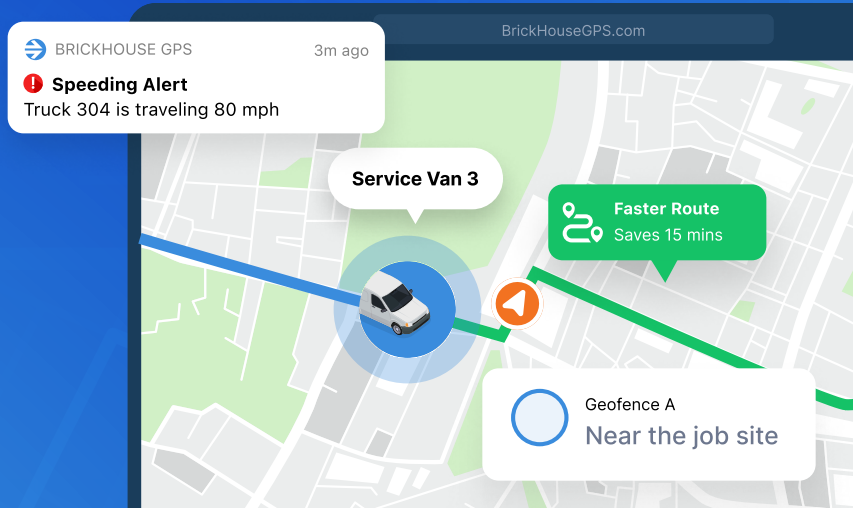 BrickHouseGPS.com
BRICKHOUSE GPS
3m ago
Speeding Alert
Truck 304 is traveling 80 mph
Service Van 3
Faster Route
Saves 15 mins
Geofence A
Near the job site